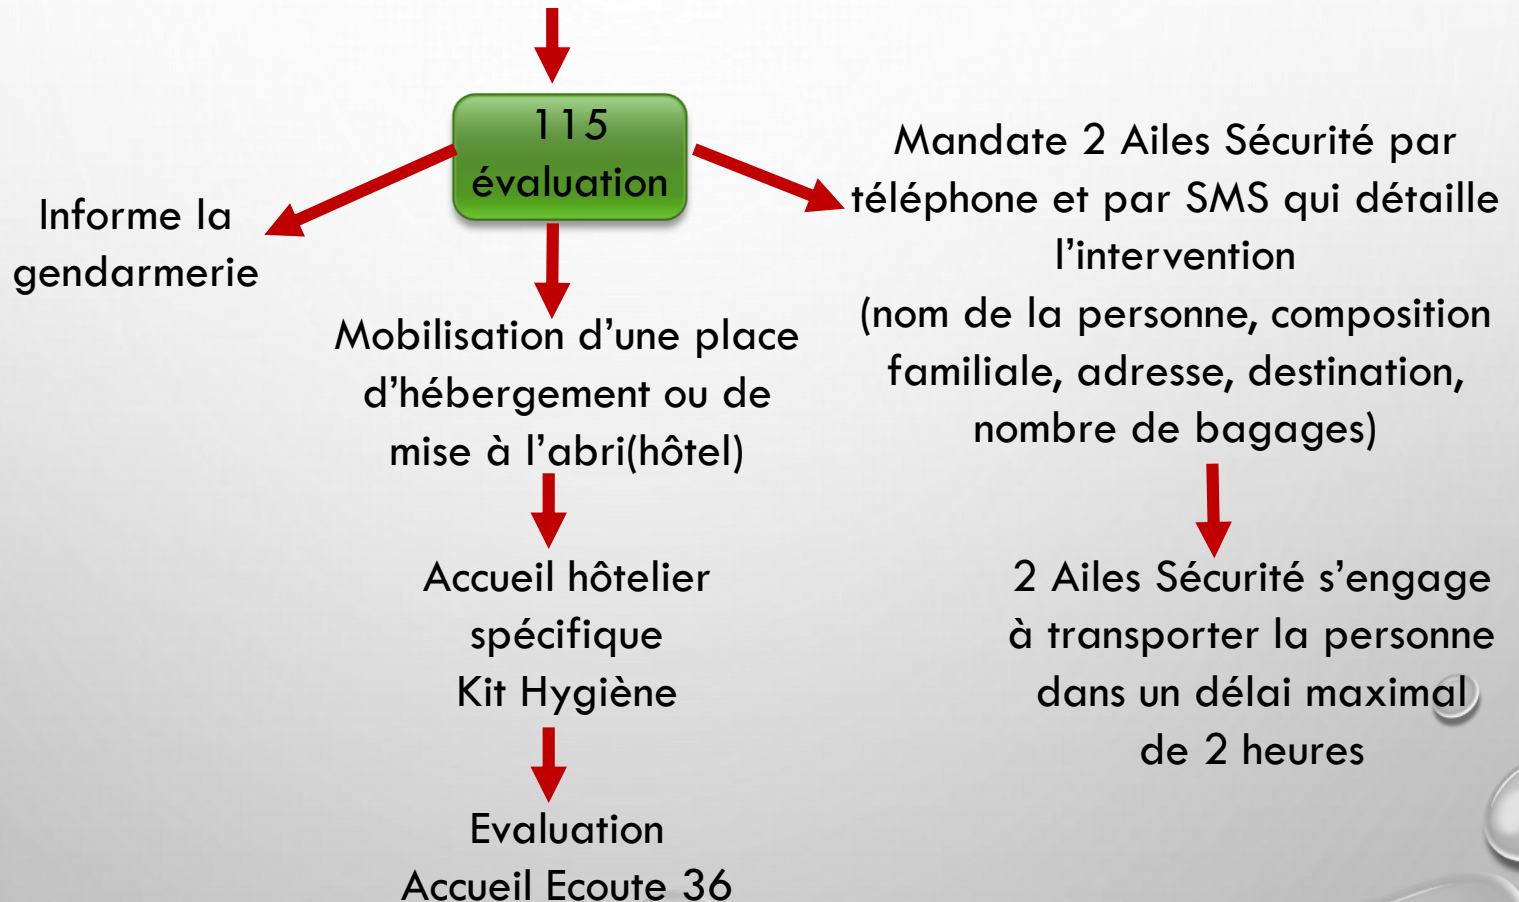 115
évaluation
Informe la
gendarmerie
Mobilisation d'une place
d'hébergement ou de
mise à l'abri(hôtel)
Accueil hôtelier
spécifique
Kit Hygiène
Evaluation
Accueil Ecoute 36
Mandate 2 Ailes Sécurité par
téléphone et par SMS qui détaille
l'intervention
(nom de la personne, composition
familiale, adresse, destination,
nombre de bagages)
2 Ailes Sécurité s'engage
à transporter la personne
dans un délai maximal
de 2 heures